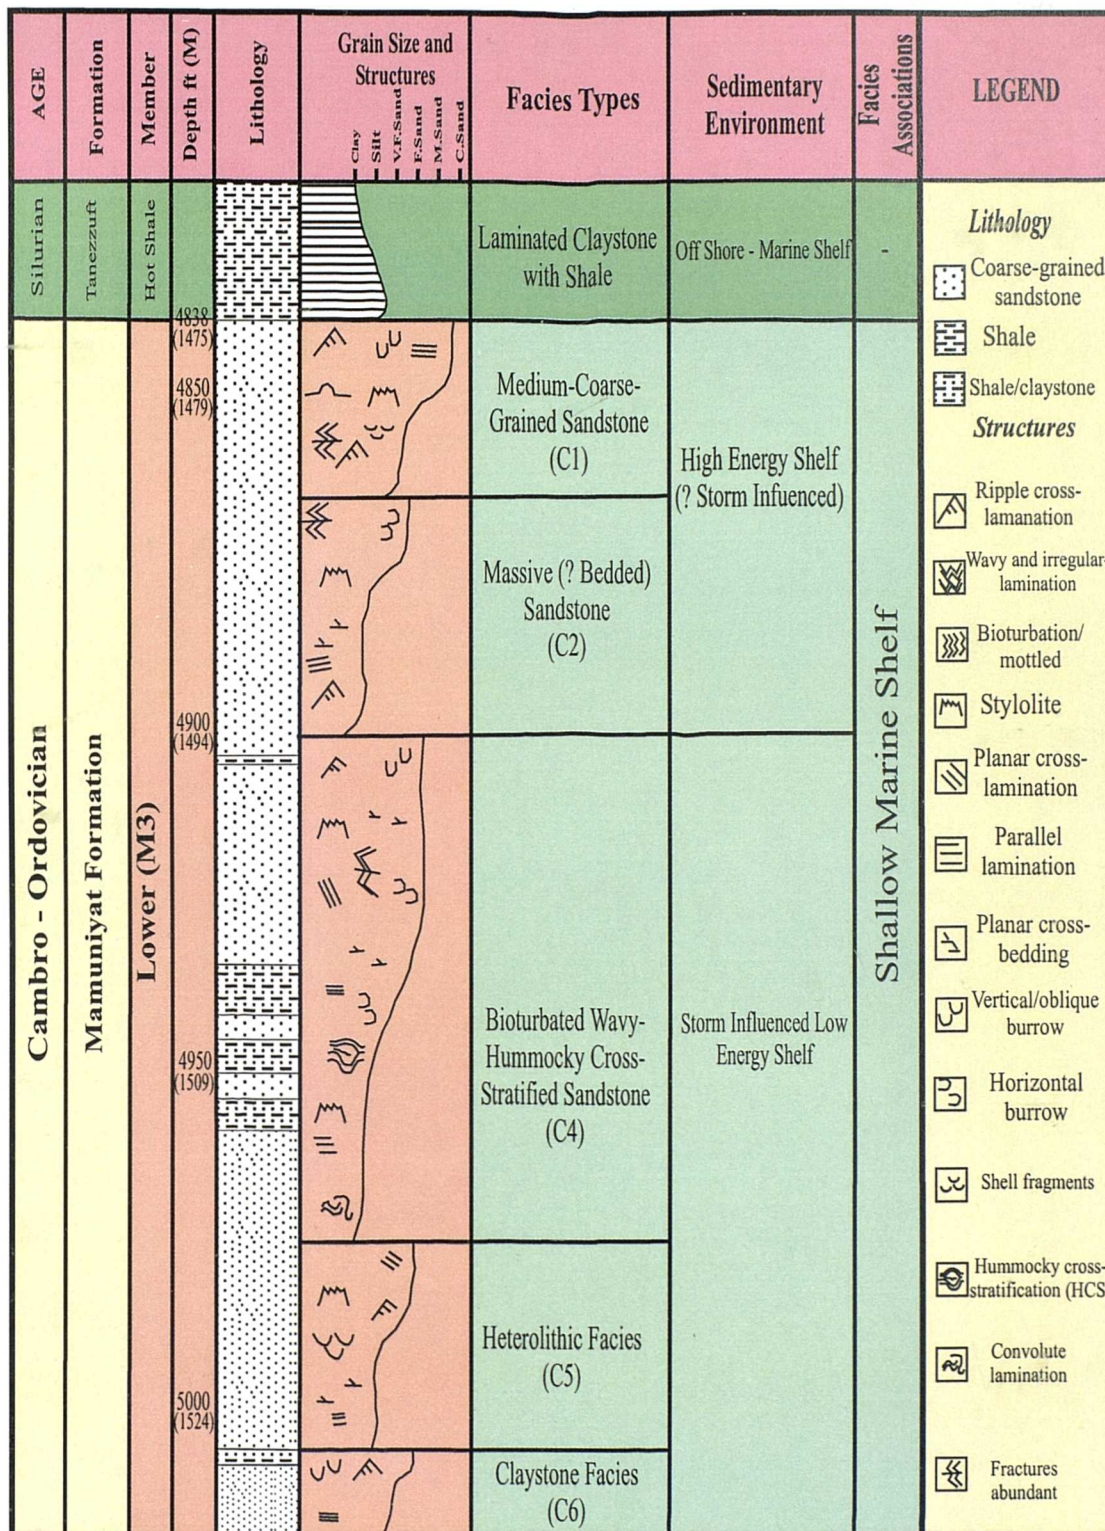 AGE
Formation
Member
Depth ft (M)
Lithology
Grain Size and
Structures
Clay
Silt
V.F.Sand
F.Sand
M.Sand
C.Sand
Facies Types
Sedimentary
Environment
Facies
Associations
LEGEND
Silurian
Tanezzuft
Hot Shale
Laminated Claystone
with Shale
Off Shore - Marine Shelf
-
4838
(1475)
4850
(1479)
4900
(1494)
4950
(1509)
5000
(1524)
Cambro - Ordovician
Mamuniyat Formation
Lower (M3)
Medium-Coarse-
Grained Sandstone
(C1)
Massive (? Bedded)
Sandstone
(C2)
Bioturbated Wavy-
Hummocky Cross-
Stratified Sandstone
(C4)
Heterolithic Facies
(C5)
Claystone Facies
(C6)
High Energy Shelf
(? Storm Infuenced)
Storm Influenced Low
Energy Shelf
Shallow Marine Shelf
Lithology
Coarse-grained
sandstone
Shale
Shale/claystone
Structures
Ripple cross-
lamanation
Wavy and irregular-
lamination
Bioturbation/
mottled
Stylolite
Planar cross-
lamination
Parallel
lamination
Planar cross-
bedding
Vertical/oblique
burrow
Horizontal
burrow
Shell fragments
Hummocky cross-
stratification (HCS
Convolute
lamination
Fractures
abundant